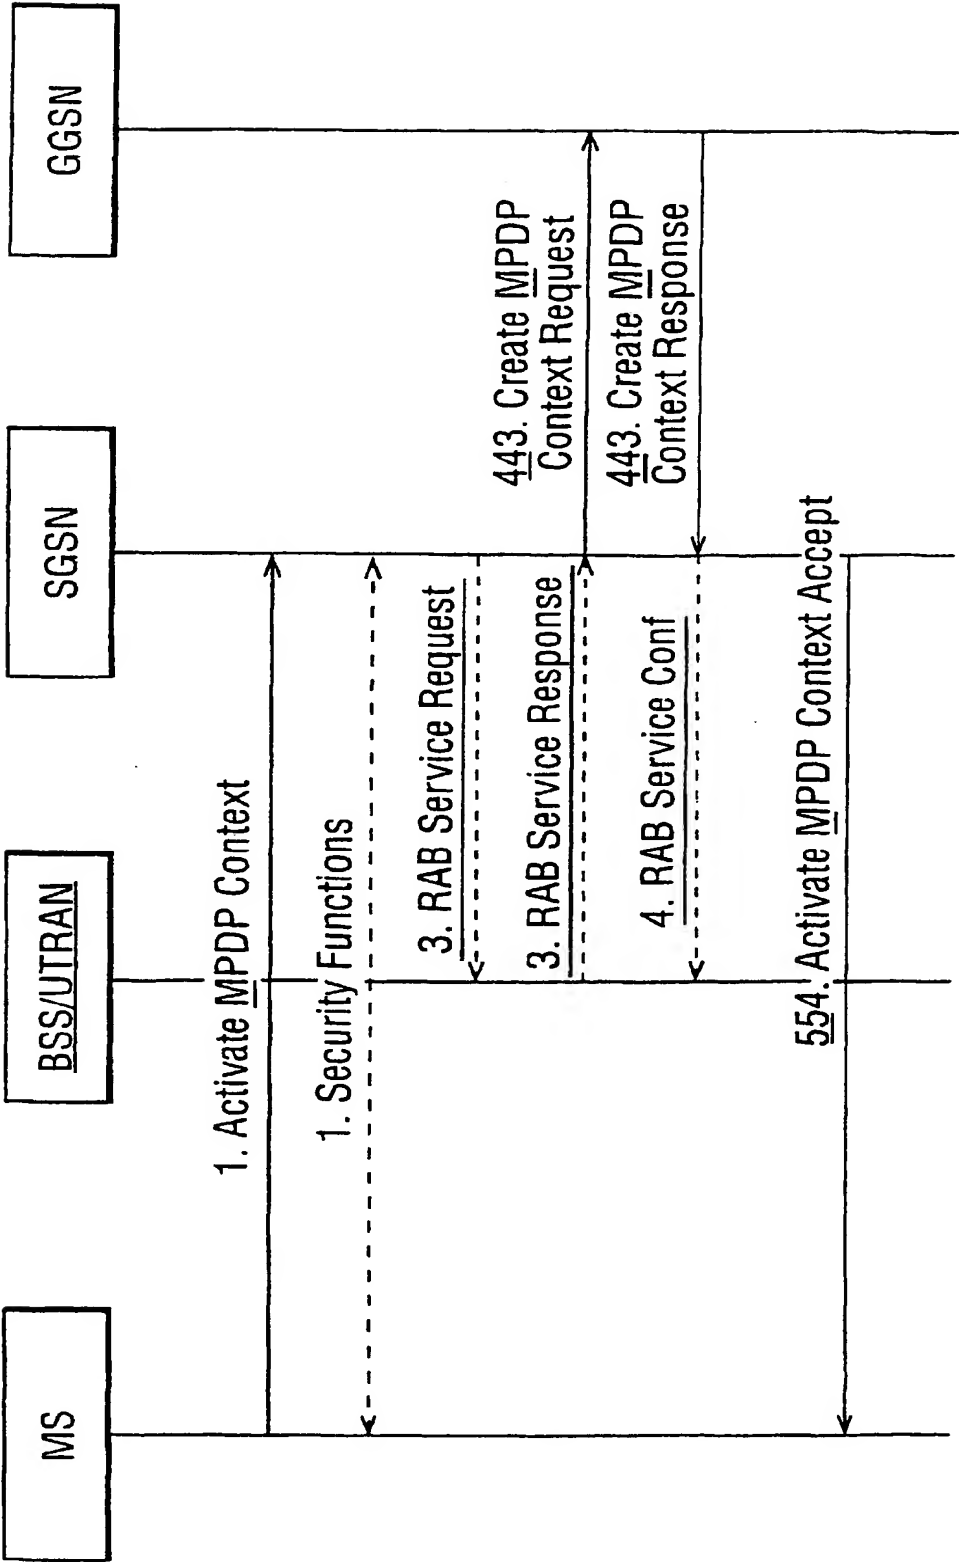 MS
BSS/UTRAN
SGSN
GGSN
1. Activate MPDP Context
1. Security Functions
3. RAB Service Request
3. RAB Service Response
443. Create MPDP
Context Request
4. RAB Service Conf
443. Create MPDP
Context Response
554. Activate MPDP Context Accept